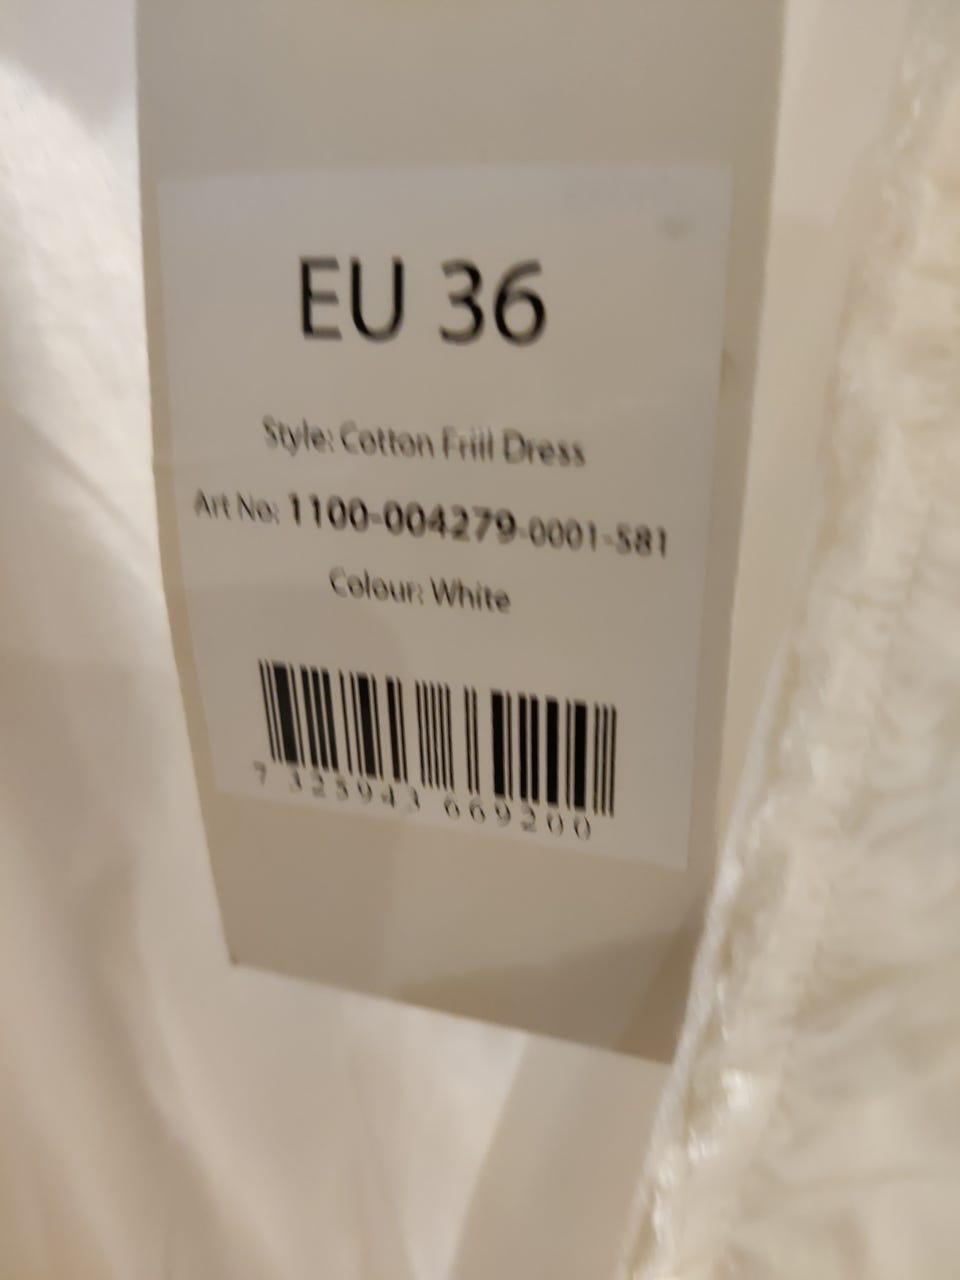 EU 36
Style: Cotton Frill Dress
Art No: 1100-004279-0001-581
Colour: White
7 325943 669200